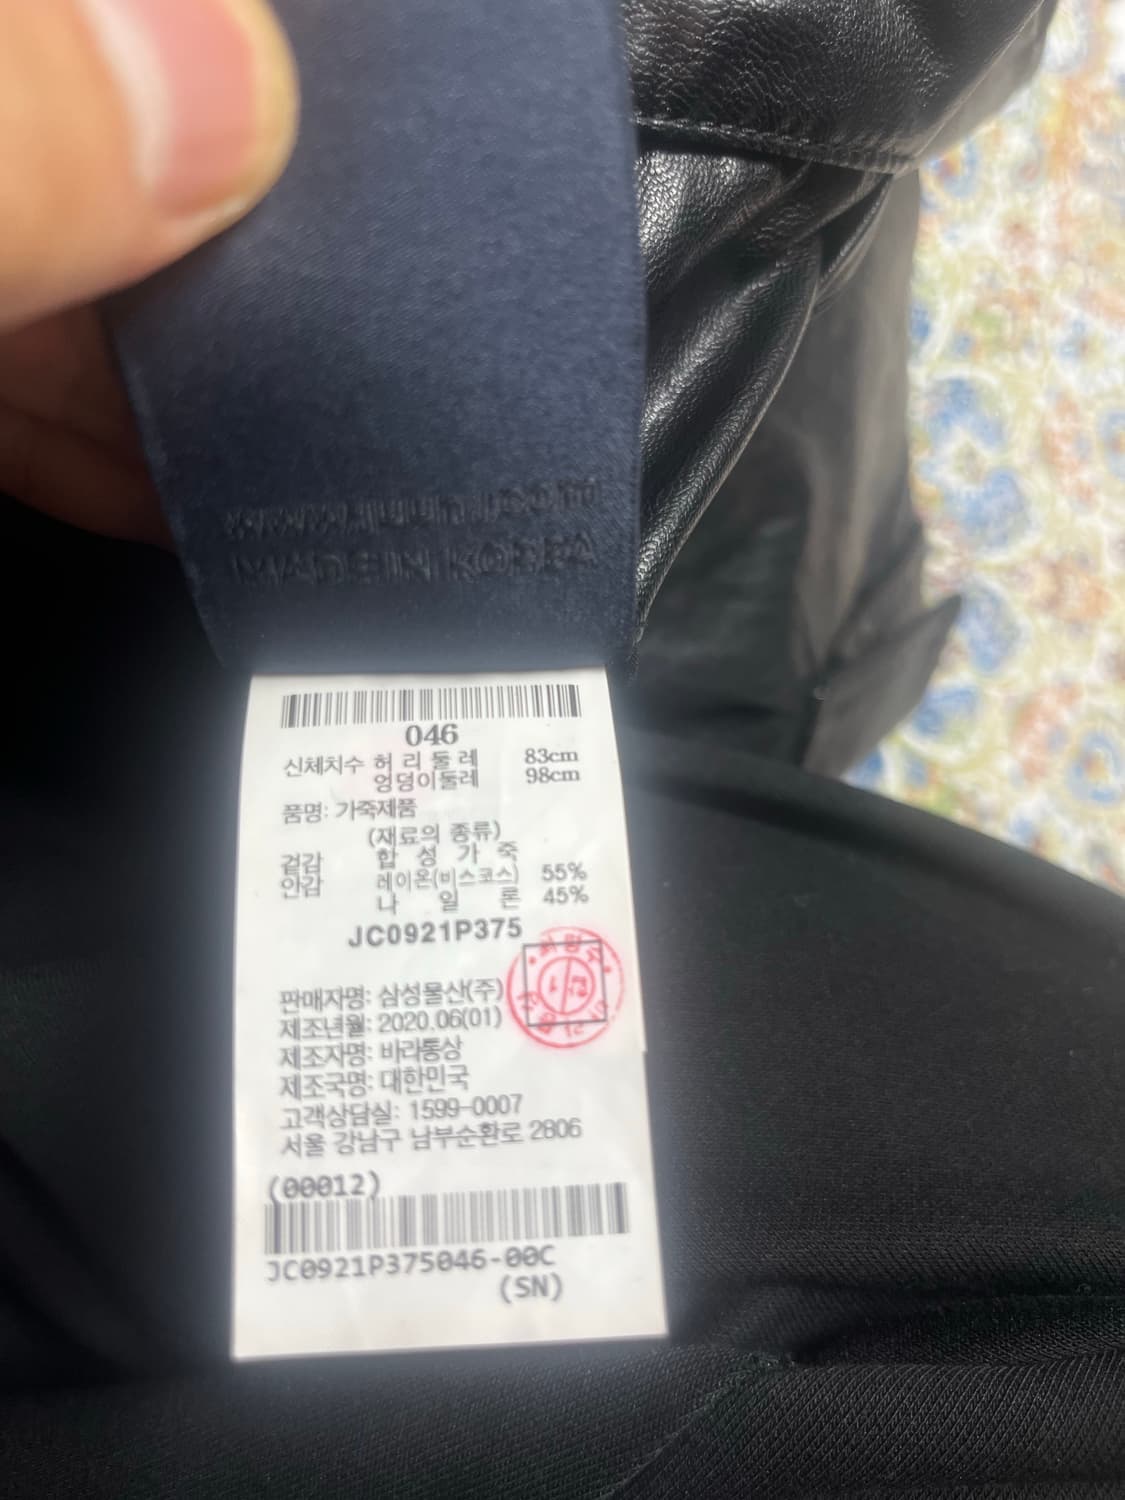 MADE IN KOREA
046
신체치수 허 리 둘 레 83cm
엉덩이둘레 98cm
품명: 가죽제품
(재료의 종류)
겉감 합 성 가 죽
안감 레이온(비스코스) 55%
나 일 론 45%
JC0921P375
판매자명: 삼성물산(주)
제조년월: 2020.06(01)
제조자명: 바라통상
제조국명: 대한민국
고객상담실: 1599-0007
서울 강남구 남부순환로 2806
(00012)
JC0921P375046-00C
(SN)